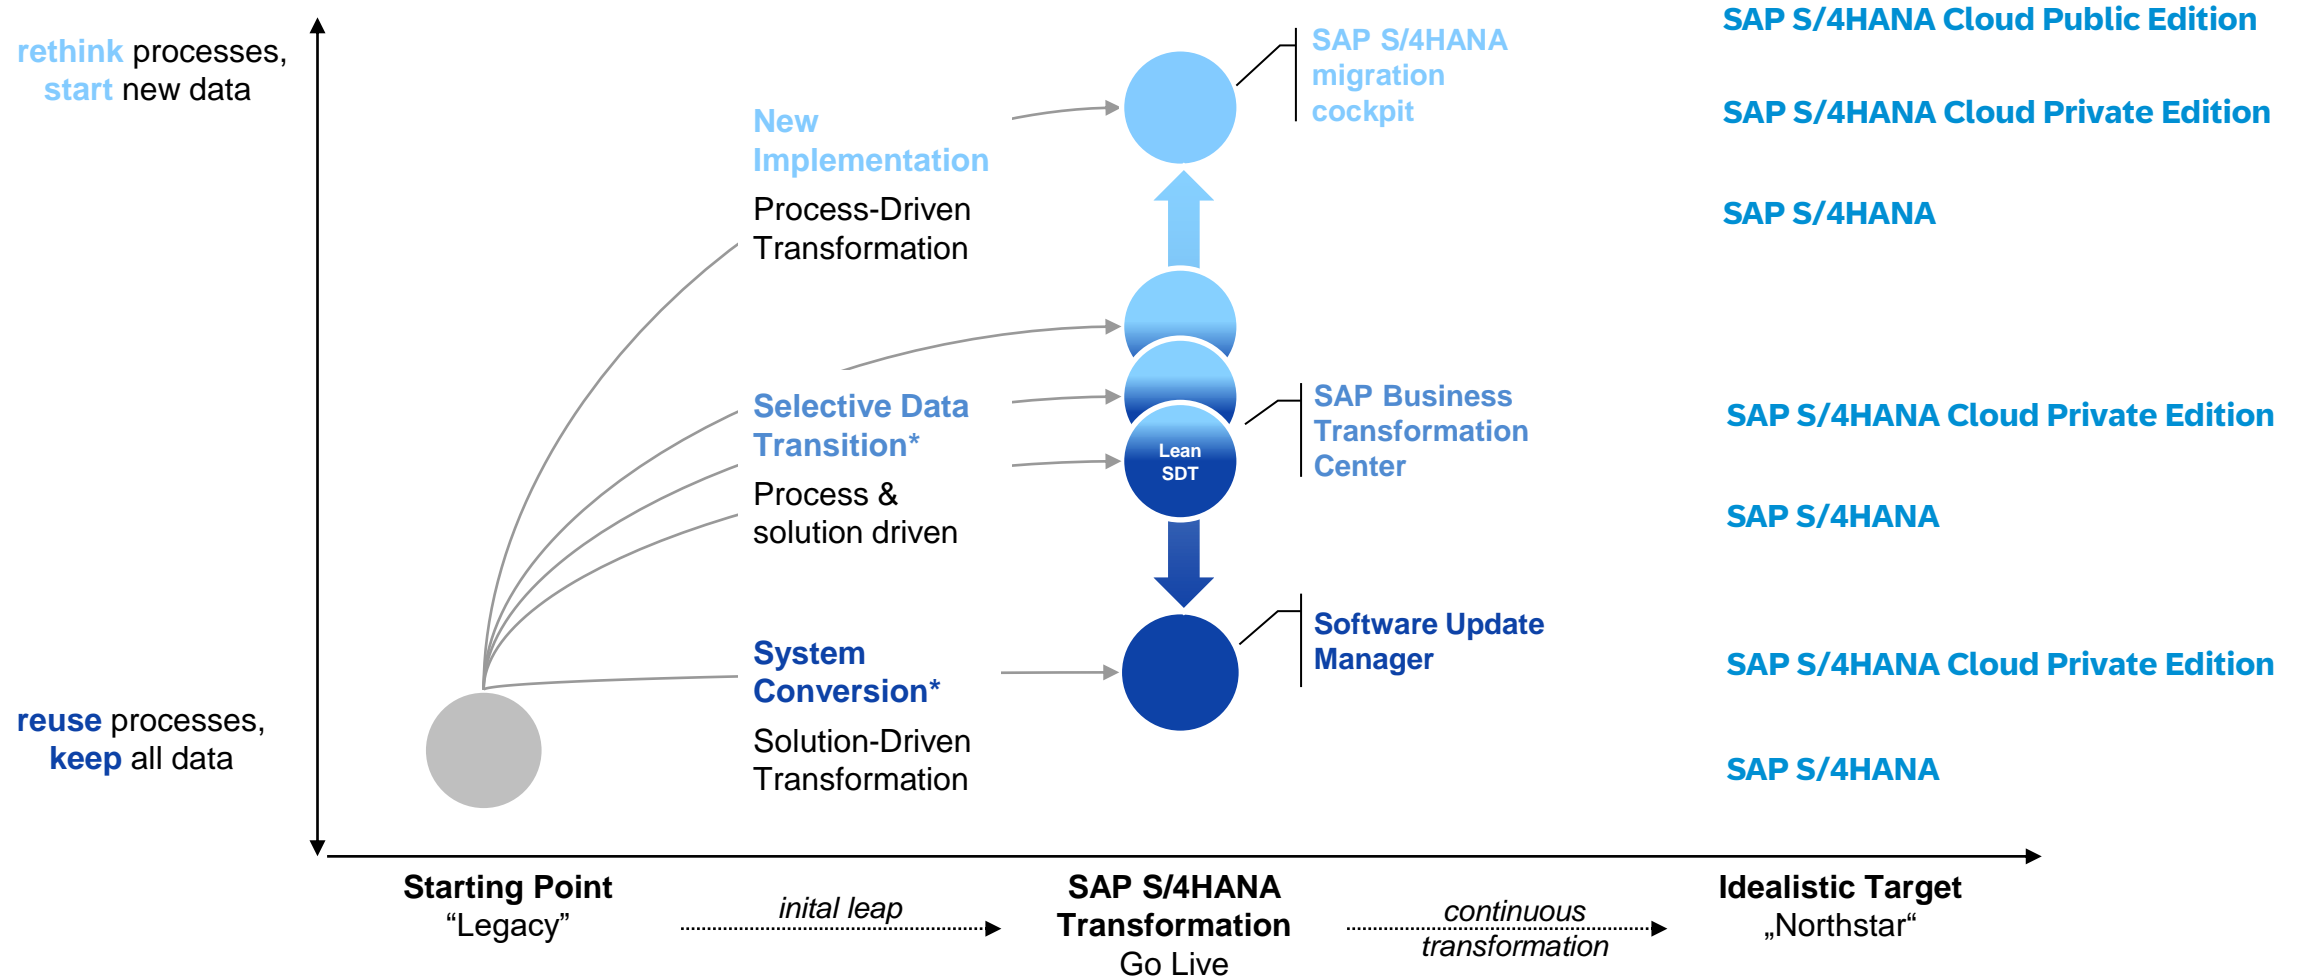 rethink processes,
start new data
reuse processes,
keep all data
New
Implementation
Process-Driven
Transformation
Selective Data
Transition*
Process &
solution driven
System
Conversion*
Solution-Driven
Transformation
Lean
SDT
SAP S/4HANA
migration
cockpit
SAP Business
Transformation
Center
Software Update
Manager
SAP S/4HANA Cloud Public Edition
SAP S/4HANA Cloud Private Edition
SAP S/4HANA
SAP S/4HANA Cloud Private Edition
SAP S/4HANA
SAP S/4HANA Cloud Private Edition
SAP S/4HANA
Starting Point
“Legacy”
inital leap
SAP S/4HANA
Transformation
Go Live
continuous
transformation
Idealistic Target
„Northstar“